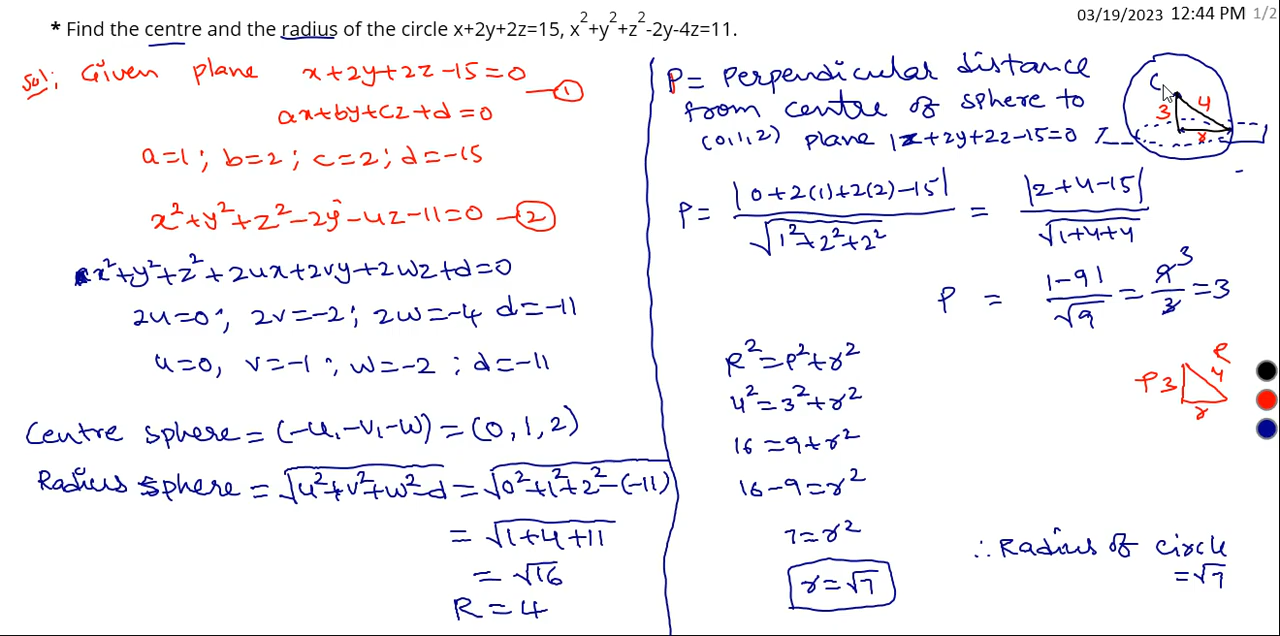 03/19/2023 12:44 PM 1/2
* Find the centre and the radius of the circle x+2y+2z=15, x²+y²+z²-2y-4z=11.
Sol: Given plane x+2y+2z-15=0 —①
ax+by+cz+d=0
a=1; b=2; c=2; d=-15
x²+y²+z²-2y-4z-11=0 —②
x²+y²+z²+2ux+2vy+2wz+d=0
2u=0; 2v=-2; 2w=-4 d=-11
u=0, v=-1; w=-2; d=-11
Centre sphere = (-u,-v,-w) = (0,1,2)
Radius sphere = √u²+v²+w²-d = √0²+1²+2²-(-11)
= √1+4+11
= √16
R=4
P= Perpendicular distance
from centre of sphere to
(0,1,2) plane 1x+2y+2z-15=0
C
3
4
r
P = |0+2(1)+2(2)-15| / √1²+2²+2² = |2+4-15| / √1+4+4
P = |-9| / √9 = 9 3 / 3 = 3
R²=P²+r²
4²=3²+r²
16=9+r²
16-9=r²
7=r²
r=√7
R
P 3
4
r
∴ Radius of circle
=√7